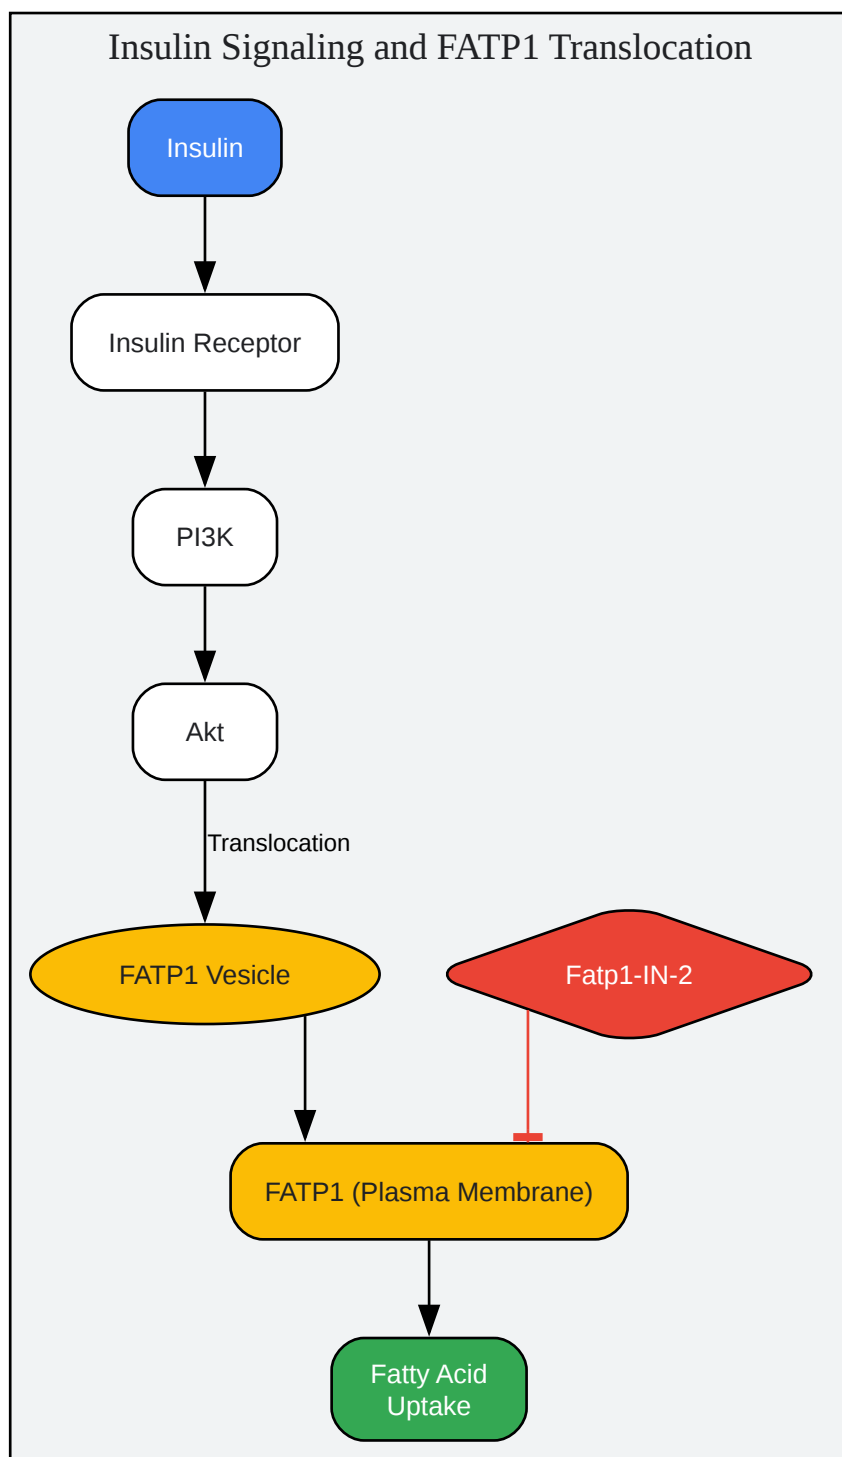 Insulin Signaling and FATP1 Translocation
Insulin
Insulin Receptor
PI3K
Akt
Translocation
FATP1 Vesicle
Fatp1-IN-2
FATP1 (Plasma Membrane)
Fatty Acid
Uptake